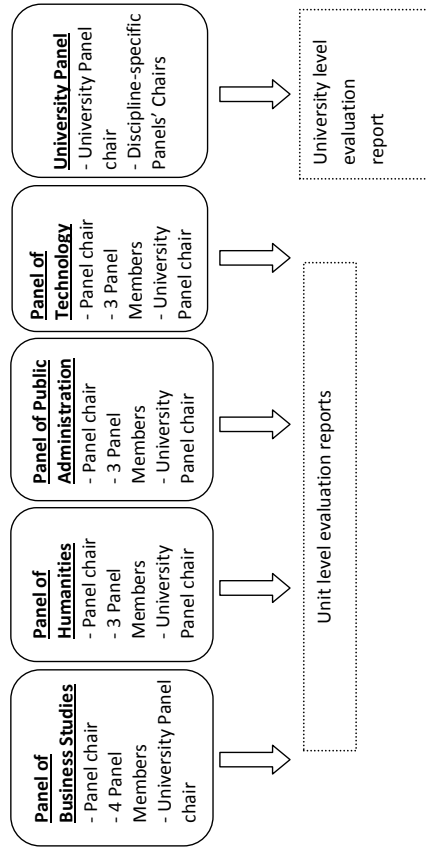 Panel of
Business Studies
- Panel chair
- 4 Panel
Members
- University Panel
chair
Panel of
Humanities
- Panel chair
- 3 Panel
Members
- University
Panel chair
Panel of Public
Administration
- Panel chair
- 3 Panel
Members
- University
Panel chair
Panel of
Technology
- Panel chair
- 3 Panel
Members
- University
Panel chair
University Panel
- University Panel
chair
- Discipline-specific
Panels' Chairs
Unit level evaluation reports
University level
evaluation
report